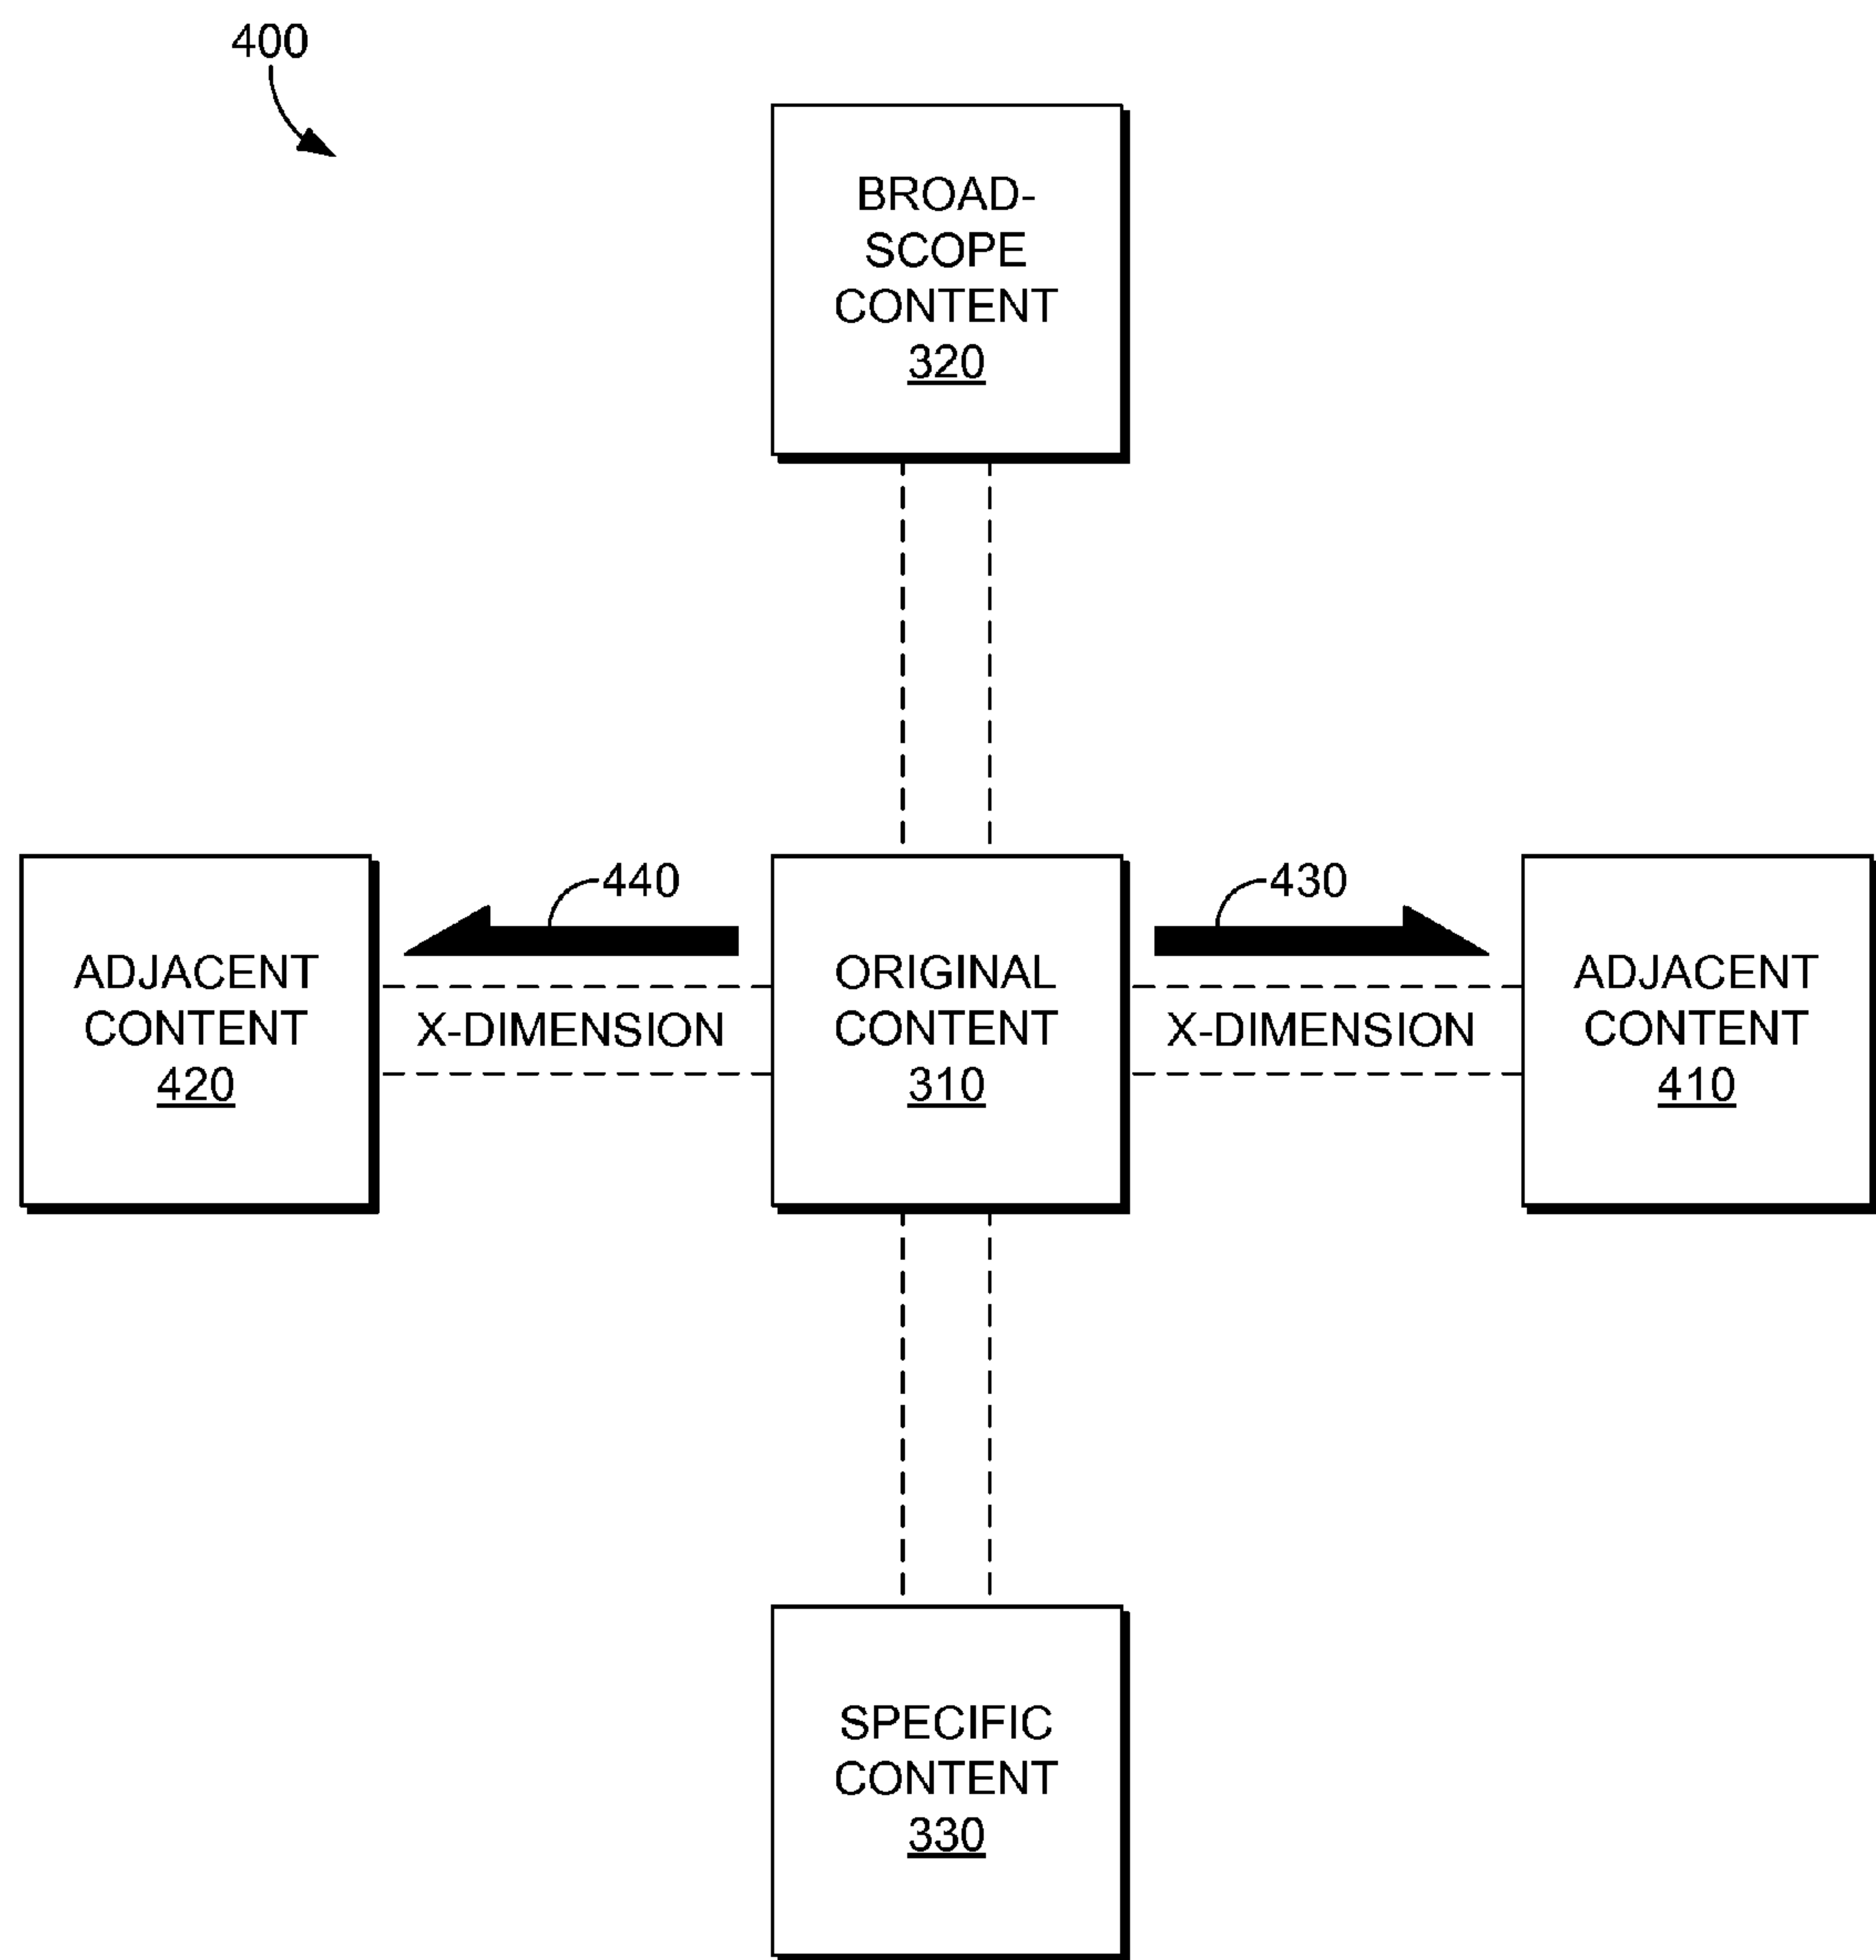 400
BROAD-
SCOPE
CONTENT
320
440
430
ADJACENT
CONTENT
420
X-DIMENSION
ORIGINAL
CONTENT
310
X-DIMENSION
ADJACENT
CONTENT
410
SPECIFIC
CONTENT
330